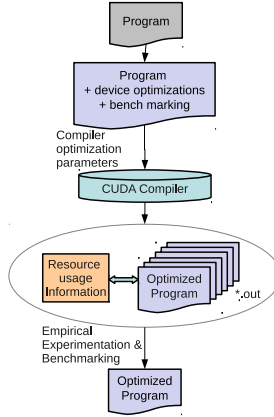 Program
Program
+ device optimizations
+ bench marking
Compiler
optimization
parameters
CUDA Compiler
Resource
usage
Information
Optimized
Program
*.out
Empirical
Experimentation &
Benchmarking
Optimized
Program